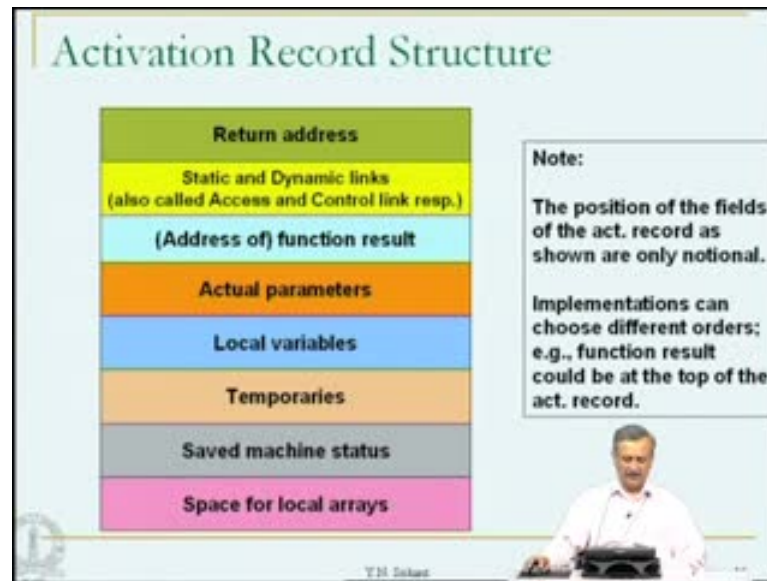 Activation Record Structure
Return address
Static and Dynamic links
(also called Access and Control link resp.)
(Address of) function result
Actual parameters
Local variables
Temporaries
Saved machine status
Space for local arrays
Note:
The position of the fields
of the act. record as
shown are only notional.
Implementations can
choose different orders;
e.g., function result
could be at the top of the
act. record.
Y.N. Srikant